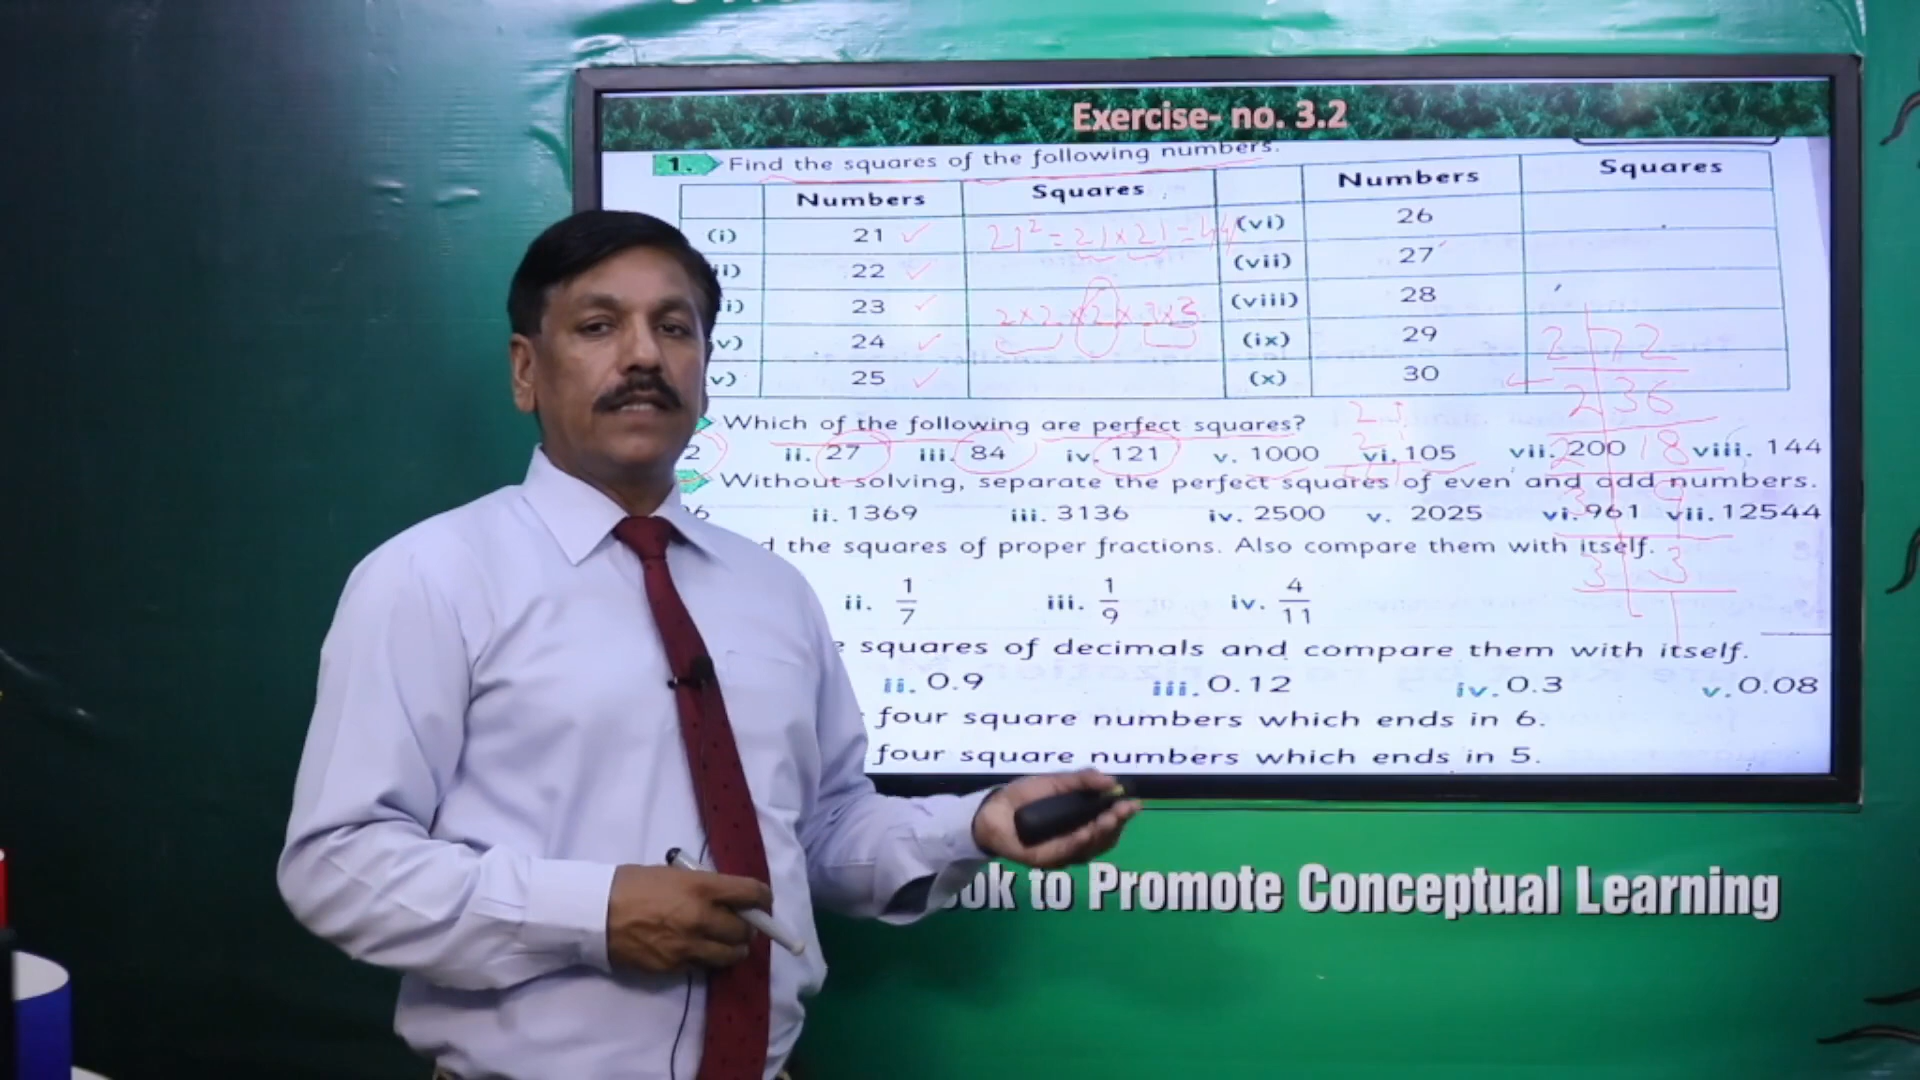 Exercise- no. 3.2
1. Find the squares of the following numbers.
Numbers Squares Numbers Squares
(i) 21 21² = 21 × 21 = 441 (vi) 26
22 (vii) 27
23 2×2×2×3×3 (viii) 28
24 (ix) 29
25 (x) 30
2 72
2 36
2 18
3 9
3 3
1
Which of the following are perfect squares?
2 ii. 27 iii. 84 iv. 121 v. 1000 vi. 105 vii. 200 viii. 144
Without solving, separate the perfect squares of even and odd numbers.
ii. 1369 iii. 3136 iv. 2500 v. 2025 vi. 961 vii. 12544
the squares of proper fractions. Also compare them with itself.
ii. 1/7 iii. 1/9 iv. 4/11
squares of decimals and compare them with itself.
ii. 0.9 iii. 0.12 iv. 0.3 v. 0.08
four square numbers which ends in 6.
four square numbers which ends in 5.
ok to Promote Conceptual Learning